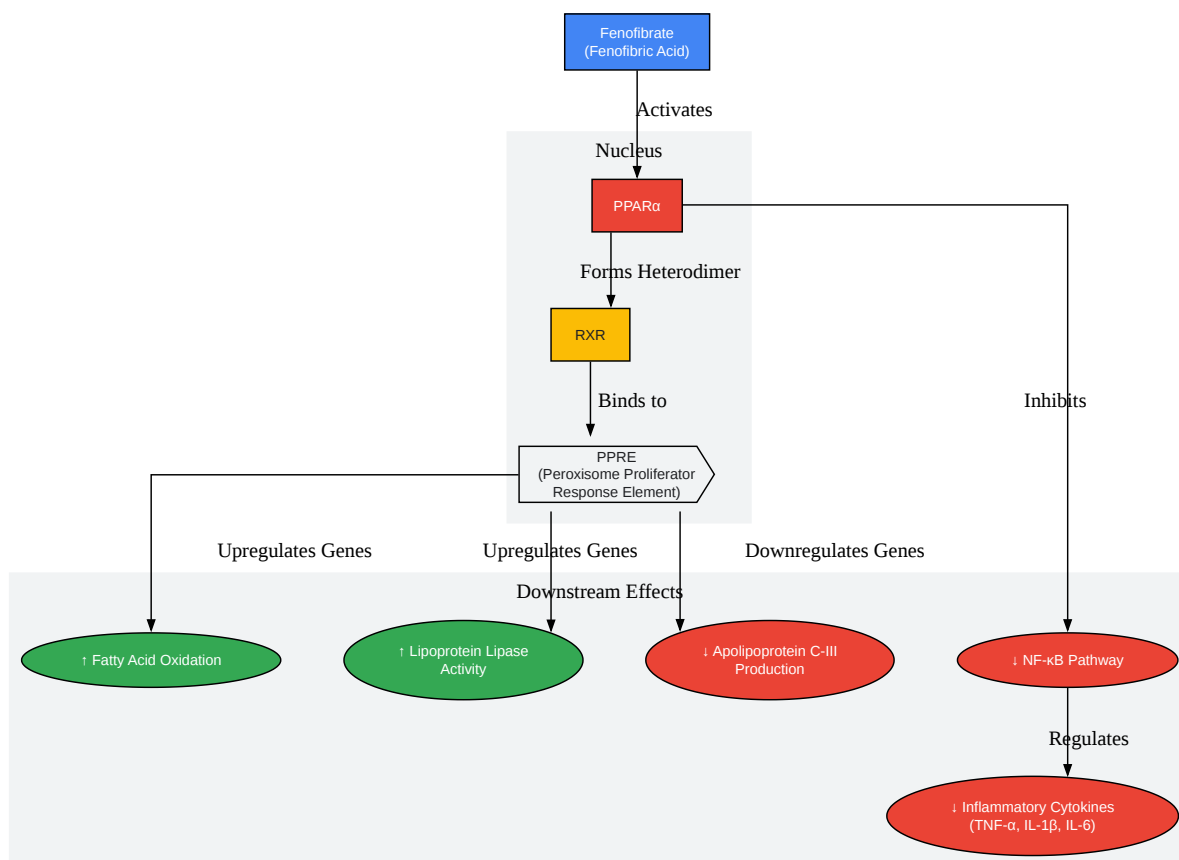 Fenofibrate
(Fenofibric Acid)
Activates
Nucleus
PPARα
Forms Heterodimer
RXR
Binds to
Inhibits
PPRE
(Peroxisome Proliferator
Response Element)
Upregulates Genes
Upregulates Genes
Downregulates Genes
Downstream Effects
↑ Fatty Acid Oxidation
↑ Lipoprotein Lipase
Activity
↓ Apolipoprotein C-III
Production
↓ NF-κB Pathway
Regulates
↓ Inflammatory Cytokines
(TNF-α, IL-1β, IL-6)